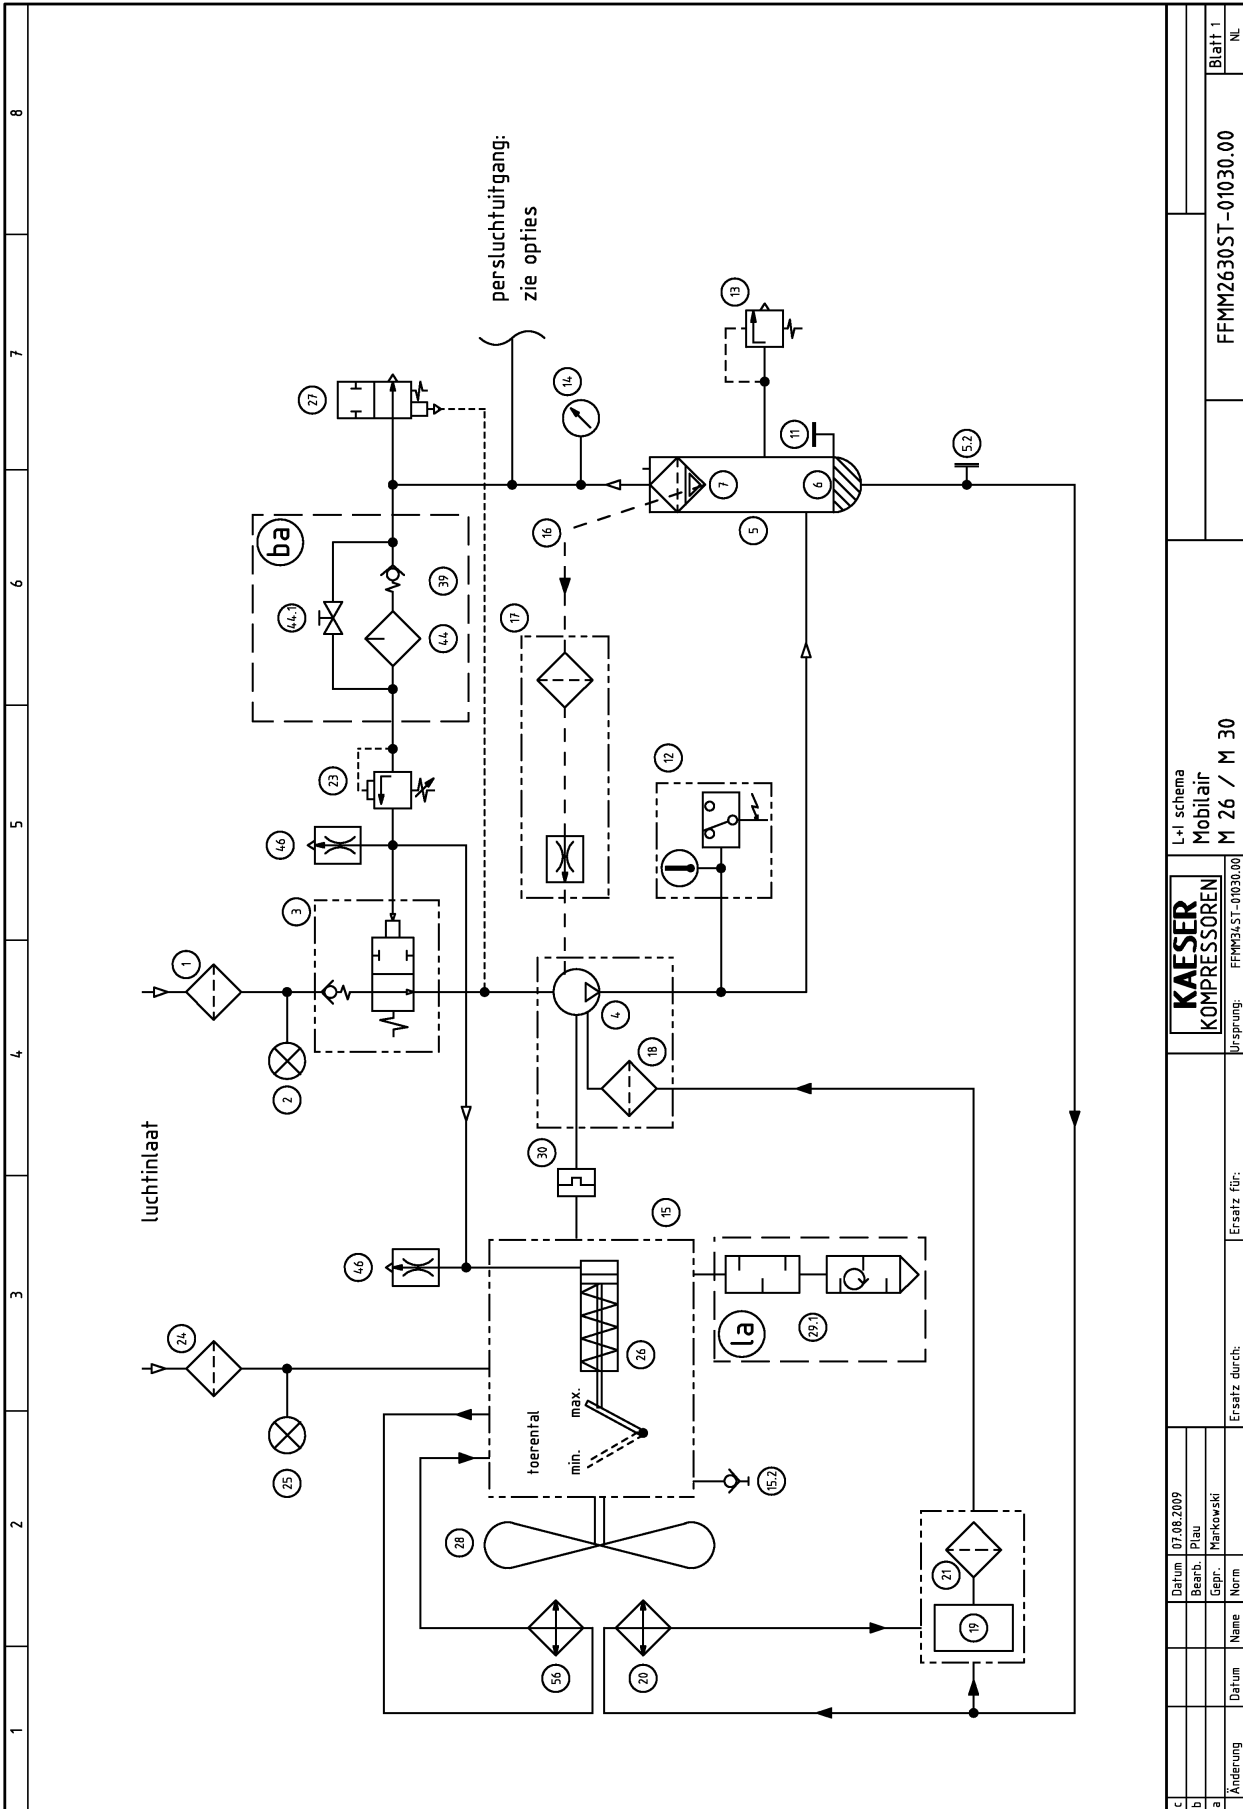 1
2
3
4
5
6
7
8
luchtinlaat
persluchtuitgang:
zie opties
24
25
1
2
3
46
23
44.1
ba
44
39
27
46
17
16
14
13
12
11
7
6
5
5.2
4
18
30
15
26
toerental
min.
max.
la
29.1
15.2
28
56
20
21
19
c
b
a
Änderung
Datum
Name
Datum
07.08.2009
Bearb.
Plau
Gepr.
Markowski
Norm
Ersatz durch:
Ersatz für:
KAESER
KOMPRESSOREN
Ursprung:
FFMM34ST-01030.00
L+I schema
Mobilair
M 26 / M 30
FFMM2630ST-01030.00
Blatt 1
NL